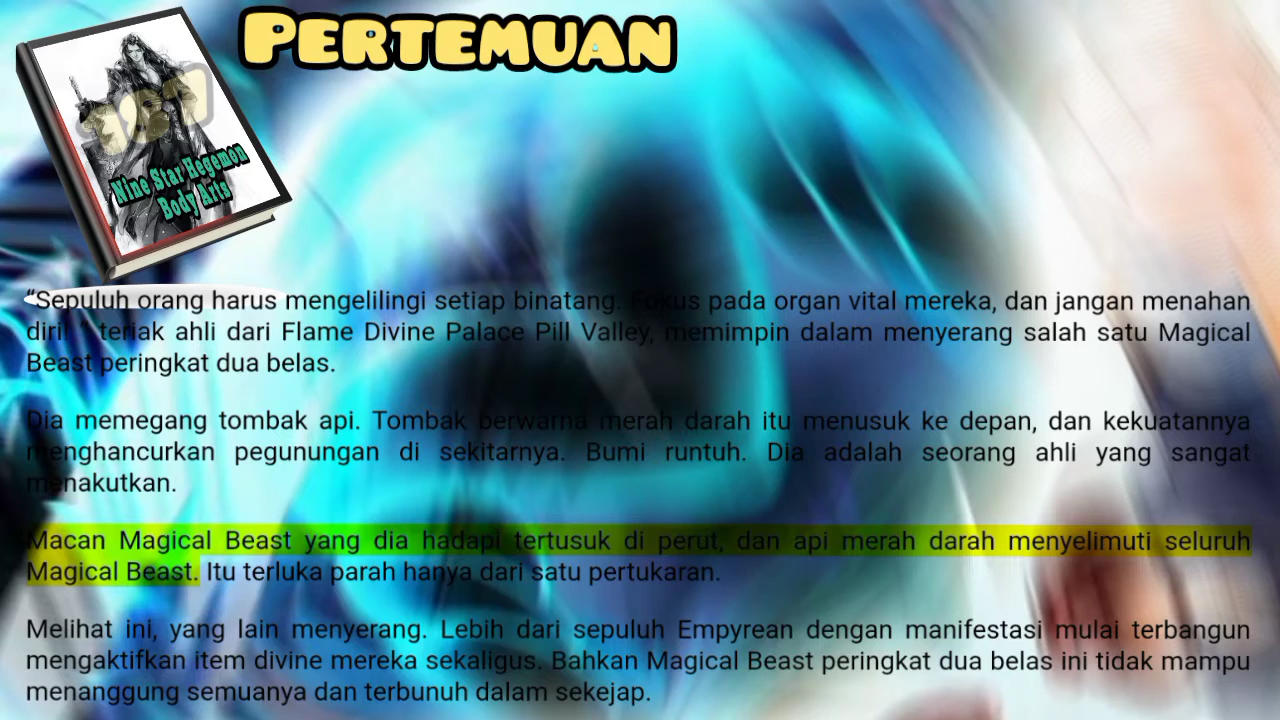 PERTEMUAN
Nine Star Hegemon
Body Arts
“Sepuluh orang harus mengelilingi setiap binatang. Fokus pada organ vital mereka, dan jangan menahan
diri! ” teriak ahli dari Flame Divine Palace Pill Valley, memimpin dalam menyerang salah satu Magical
Beast peringkat dua belas.
Dia memegang tombak api. Tombak berwarna merah darah itu menusuk ke depan, dan kekuatannya
menghancurkan pegunungan di sekitarnya. Bumi runtuh. Dia adalah seorang ahli yang sangat
menakutkan.
Macan Magical Beast yang dia hadapi tertusuk di perut, dan api merah darah menyelimuti seluruh
Magical Beast. Itu terluka parah hanya dari satu pertukaran.
Melihat ini, yang lain menyerang. Lebih dari sepuluh Empyrean dengan manifestasi mulai terbangun
mengaktifkan item divine mereka sekaligus. Bahkan Magical Beast peringkat dua belas ini tidak mampu
menanggung semuanya dan terbunuh dalam sekejap.